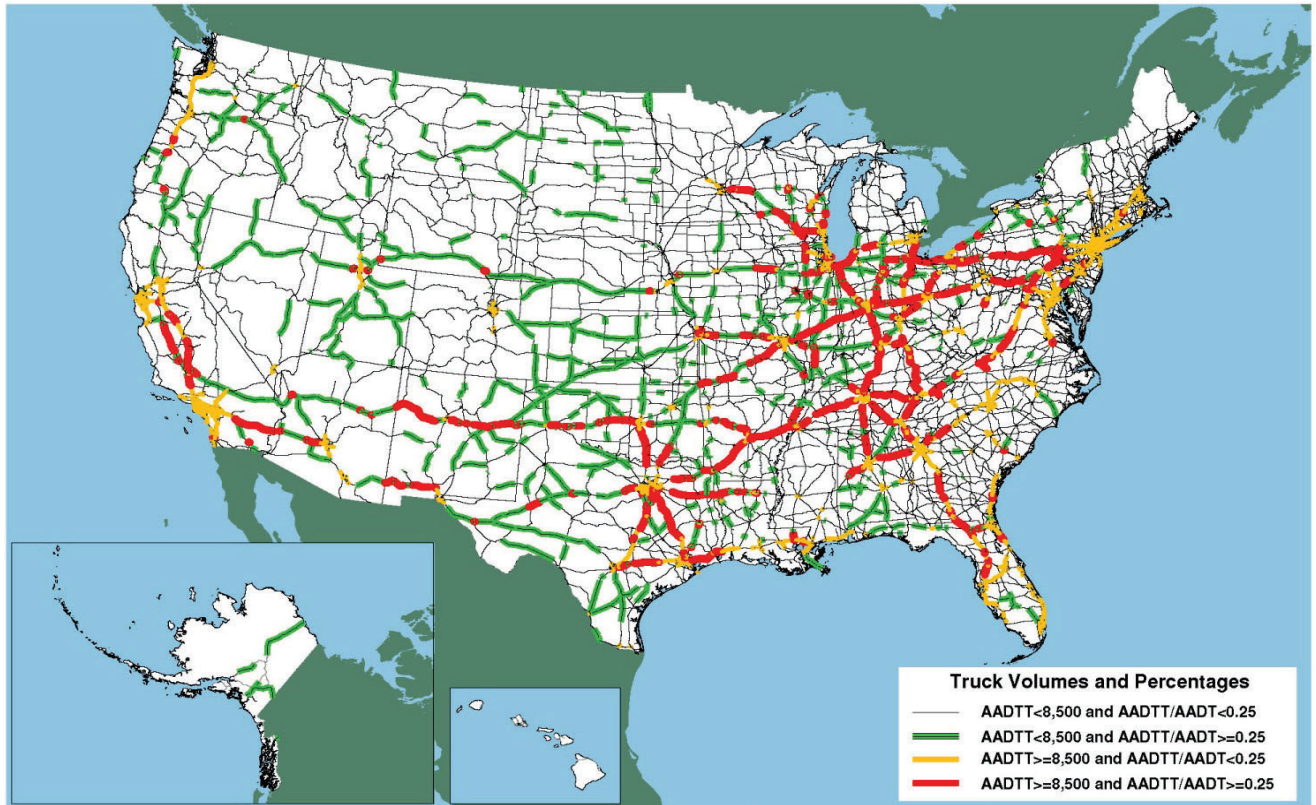 Truck Volumes and Percentages
AADTT<8,500 and AADTT/AADT<0.25
AADTT<8,500 and AADTT/AADT>=0.25
AADTT>=8,500 and AADTT/AADT<0.25
AADTT>=8,500 and AADTT/AADT>=0.25